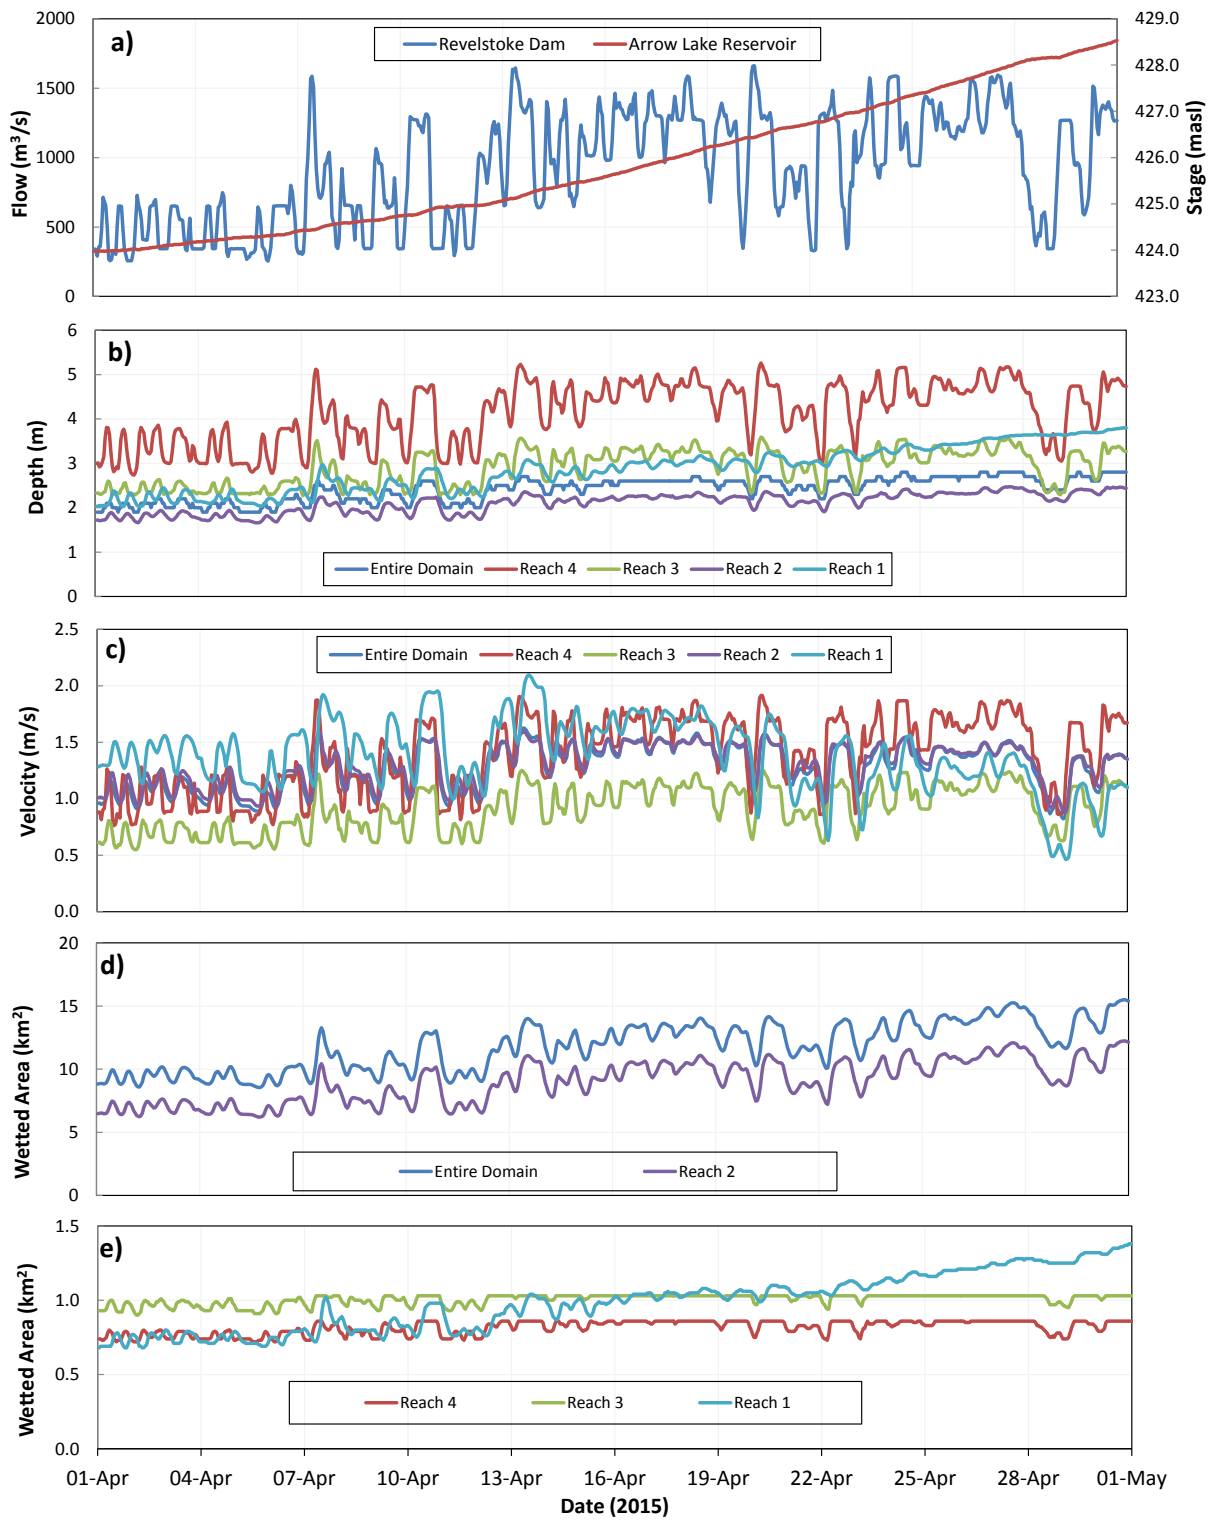 a)
Revelstoke Dam
Arrow Lake Reservoir
Flow (m³/s)
2000
1500
1000
500
0
Stage (masl)
429.0
428.0
427.0
426.0
425.0
424.0
423.0
b)
Depth (m)
6
5
4
3
2
1
0
Entire Domain Reach 4 Reach 3 Reach 2 Reach 1
c)
Velocity (m/s)
2.5
2.0
1.5
1.0
0.5
0.0
Entire Domain Reach 4 Reach 3 Reach 2 Reach 1
d)
Wetted Area (km²)
20
15
10
5
0
Entire Domain Reach 2
e)
Wetted Area (km²)
1.5
1.0
0.5
0.0
Reach 4 Reach 3 Reach 1
01-Apr 04-Apr 07-Apr 10-Apr 13-Apr 16-Apr 19-Apr 22-Apr 25-Apr 28-Apr 01-May
Date (2015)